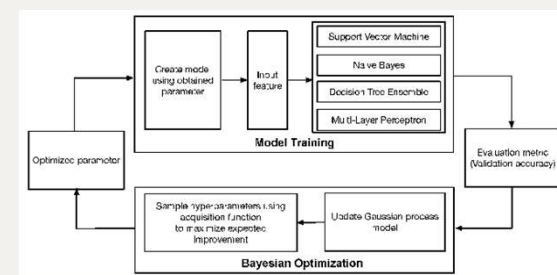 Create mode
using obtained
parameter
Input
feature
Support Vector Machine
Naive Bayes
Decision Tree Ensemble
Multi-Layer Perceptron
Model Training
Optimized parameter
Evaluation metric
(Validation accuracy)
Sample hyperparameters using
acquisition function
to maximize expected
improvement
Update Gaussian process
model
Bayesian Optimization